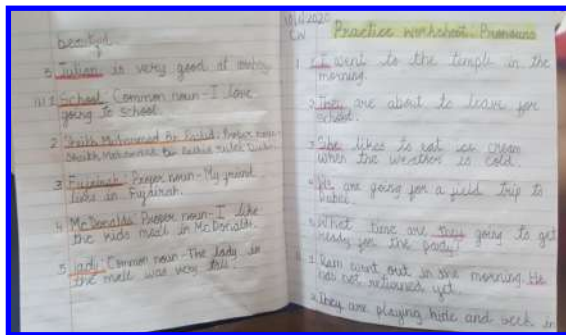 beautiful.
5 Julian is very good at
iii) 1 School: Common noun - I love
going to school.
2 Sheikh Mohammed Bin Rashid: Proper noun-
Sheikh Mohammed Bin Rashid rules Dubai.
3 Fujairah: Proper noun - My grand
lives in Fujairah.
4 McDonalds: Proper noun - I like
the kids meal in McDonalds.
5 lady: Common noun - The lady in
the mall was very
CW
Practice worksheet: Pronouns
1 1. I went to the temple in the
morning.
2. They are about to leave for
school.
3. She likes to eat ice cream
when the weather is cold.
4. We are going for a field trip to
5. What time are they going to get
ready for the party?
1. Ram went out in the morning. He
has not returned yet.
2. They are playing hide and seek in